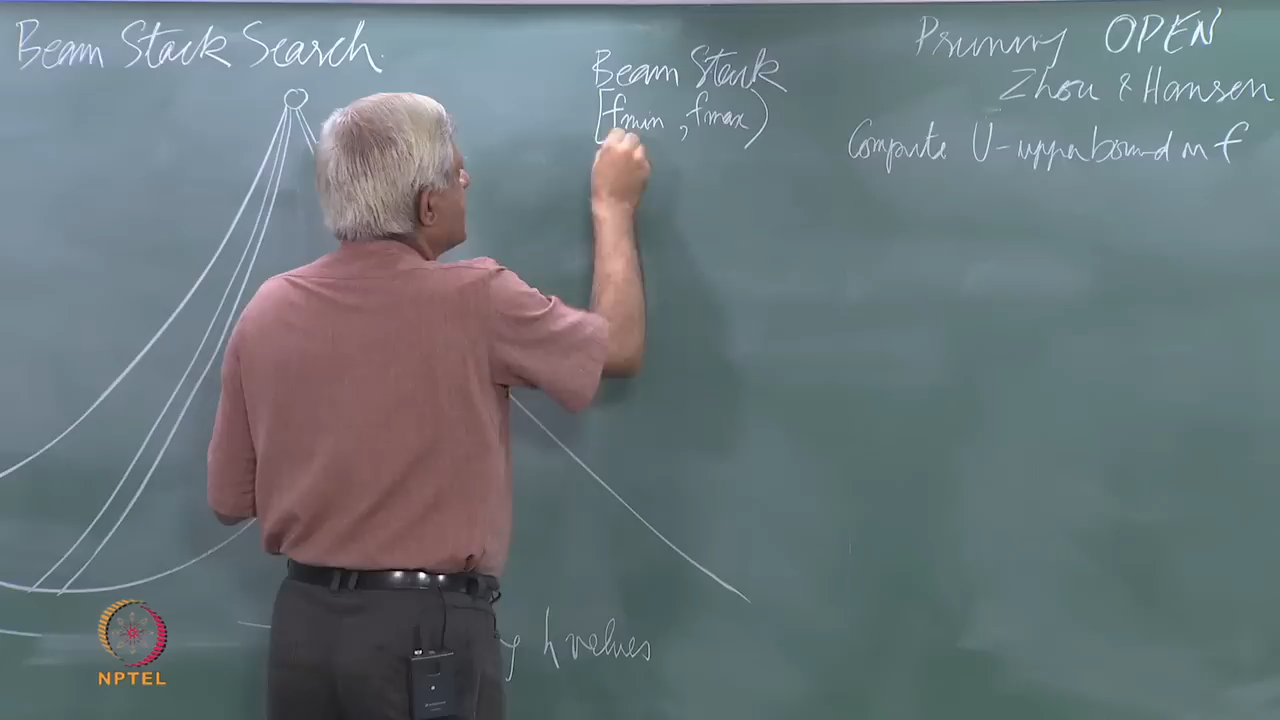 Beam Stack Search.
Beam Stack
[fmin , fmax)
Pruning OPEN
Zhou & Hansen
Compute U - upper bound on f
h values
NPTEL